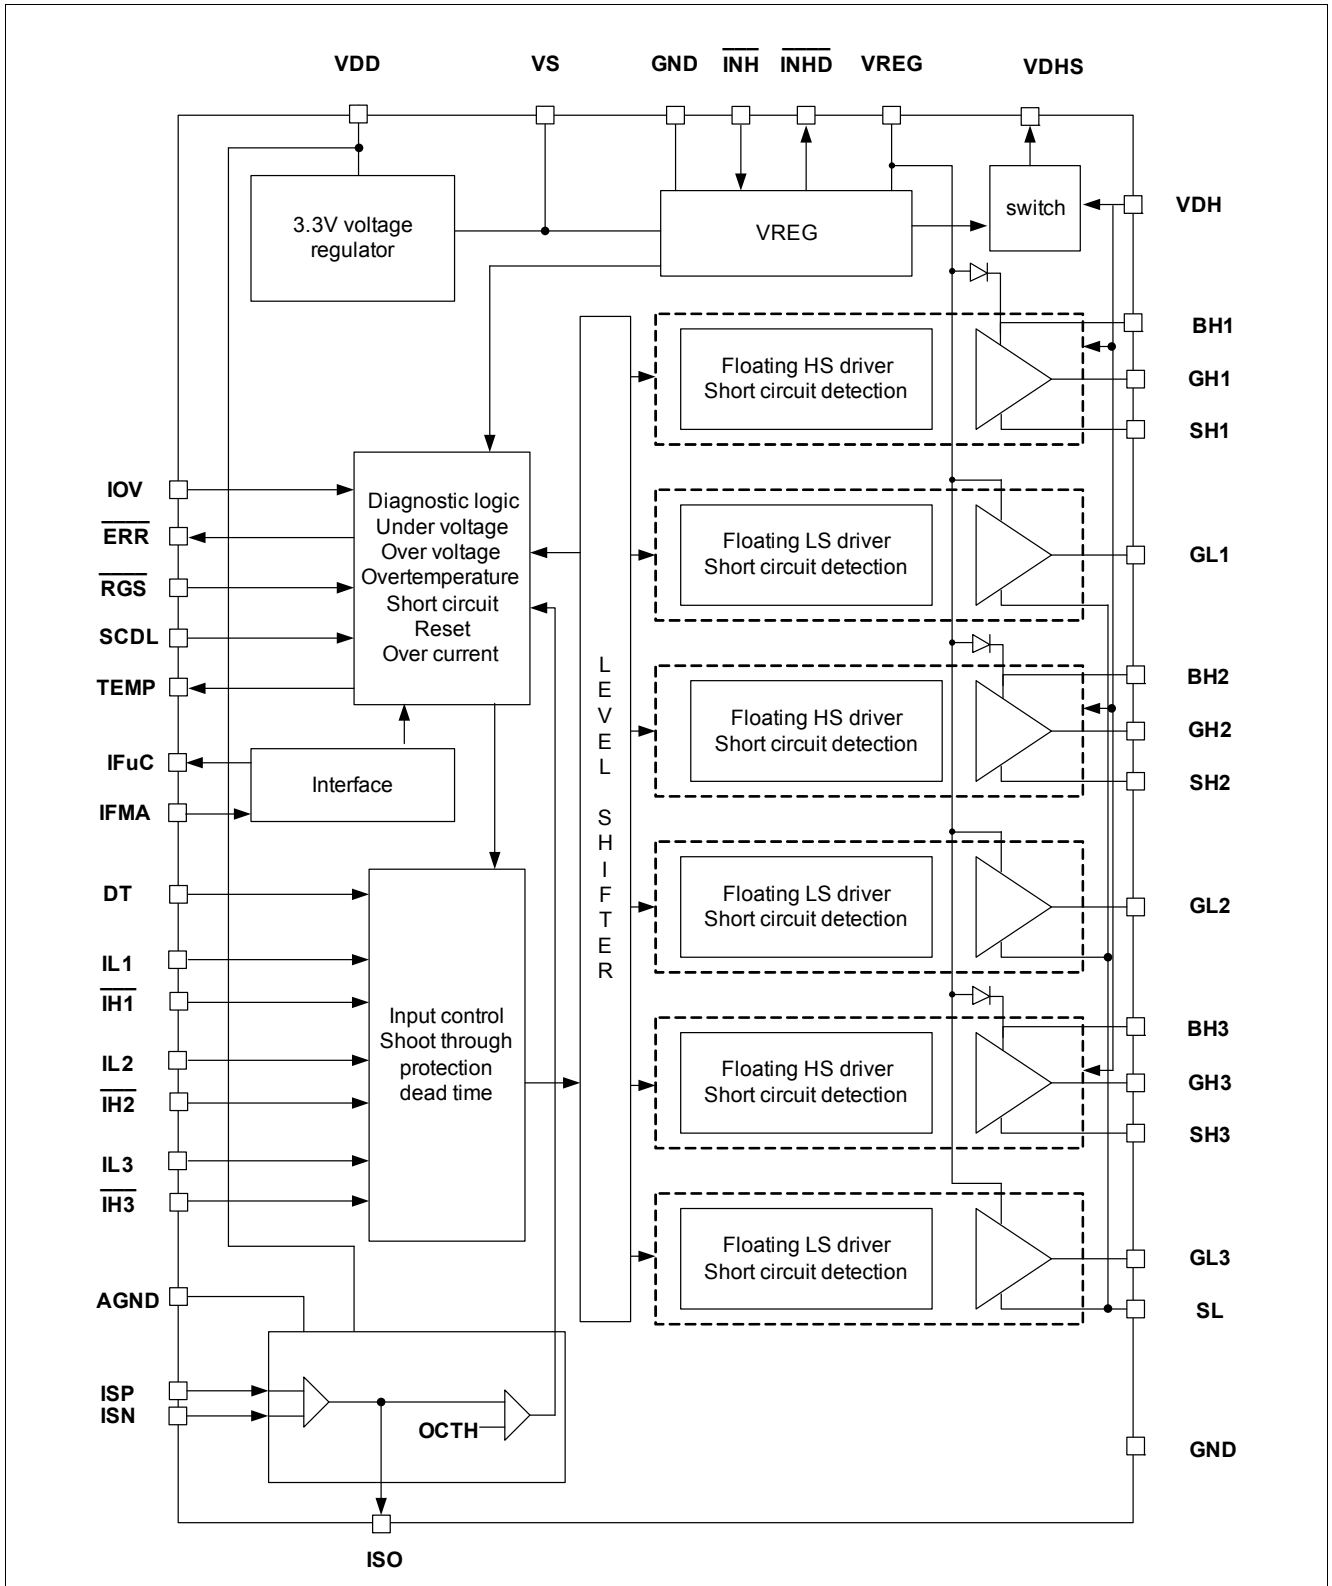 VDD
VS
GND
INH
INHD
VREG
VDHS
3.3V voltage
regulator
VREG
switch
VDH
Floating HS driver
Short circuit detection
BH1
GH1
SH1
Floating LS driver
Short circuit detection
GL1
Floating HS driver
Short circuit detection
BH2
GH2
SH2
Floating LS driver
Short circuit detection
GL2
Floating HS driver
Short circuit detection
BH3
GH3
SH3
Floating LS driver
Short circuit detection
GL3
SL
GND
LEVEL SHIFTER
IOV
ERR
RGS
SCDL
TEMP
Diagnostic logic
Under voltage
Over voltage
Overtemperature
Short circuit
Reset
Over current
IFuC
IFMA
Interface
DT
IL1
IH1
IL2
IH2
IL3
IH3
Input control
Shoot through
protection
dead time
AGND
ISP
ISN
OCTH
ISO